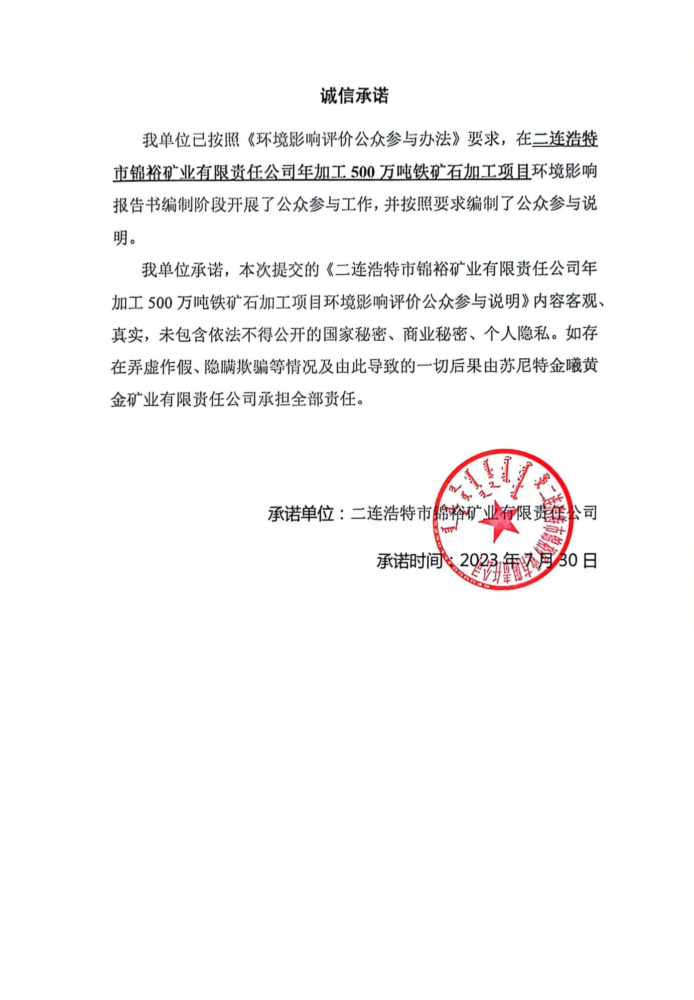 诚信承诺
我单位已按照《环境影响评价公众参与办法》要求，在二连浩特
市锦裕矿业有限责任公司年加工 500 万吨铁矿石加工项目环境影响
报告书编制阶段开展了公众参与工作，并按照要求编制了公众参与说
明。
我单位承诺，本次提交的《二连浩特市锦裕矿业有限责任公司年
加工 500 万吨铁矿石加工项目环境影响评价公众参与说明》内容客观、
真实，未包含依法不得公开的国家秘密、商业秘密、个人隐私。如存
在弄虚作假、隐瞒欺骗等情况及由此导致的一切后果由苏尼特金曦黄
金矿业有限责任公司承担全部责任。
承诺单位：二连浩特市锦裕矿业有限责任公司
承诺时间：2023 年 7 月 30 日